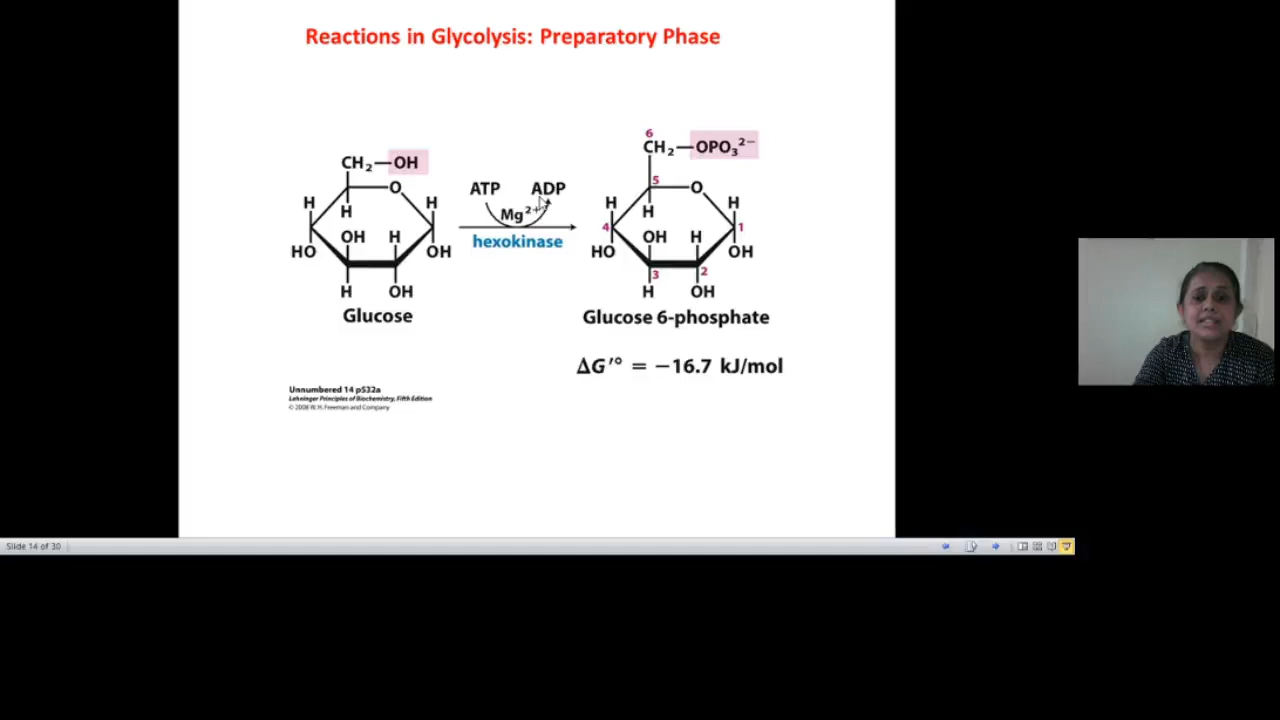 Reactions in Glycolysis: Preparatory Phase
6
CH2—OH
CH2—OPO3 2−
O
5
O
ATP
ADP
H
H
H
H
H
Mg2+
H
4
1
OH
H
OH
H
HO
OH
hexokinase
HO
OH
3
2
H
OH
H
OH
Glucose
Glucose 6-phosphate
ΔG′° = −16.7 kJ/mol
Unnumbered 14 p532a
Lehninger Principles of Biochemistry, Fifth Edition
© 2008 W.H. Freeman and Company
Slide 14 of 30